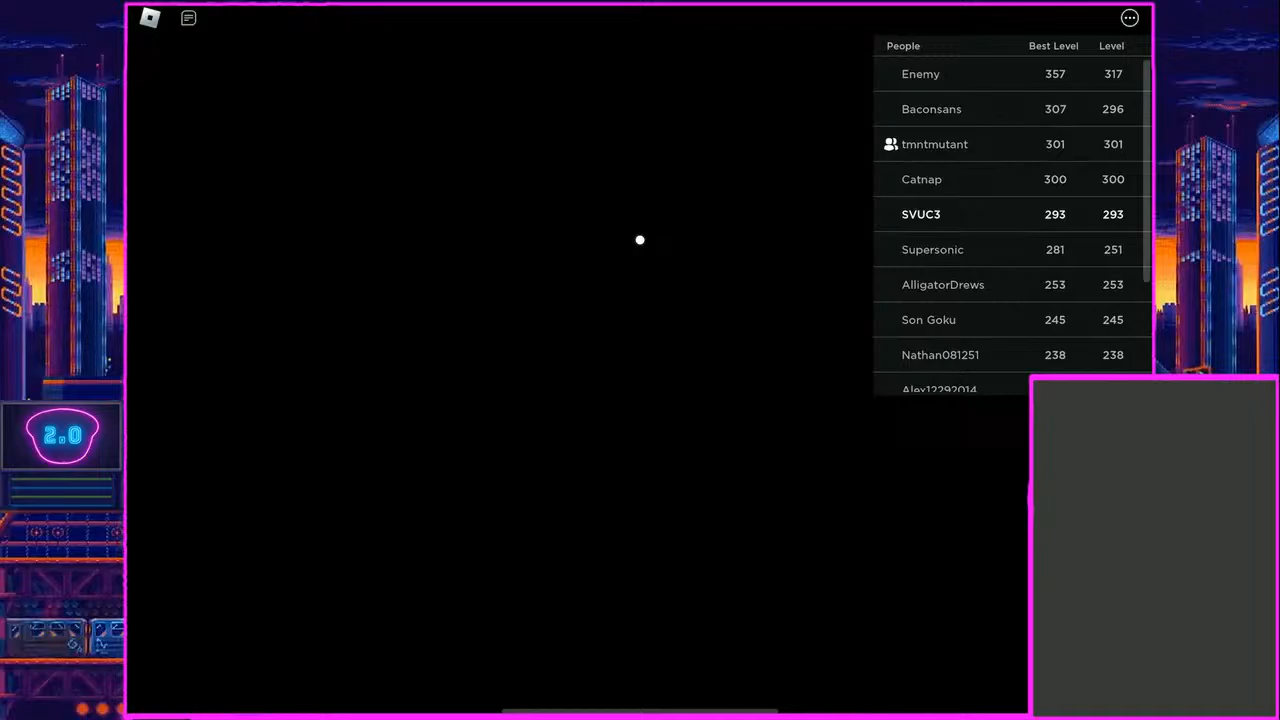 People Best Level Level
Enemy 357 317
Baconsans 307 296
tmntmutant 301 301
Catnap 300 300
SVUC3 293 293
Supersonic 281 251
AlligatorDrews 253 253
Son Goku 245 245
Nathan081251 238 238
Alex12292014
2.0